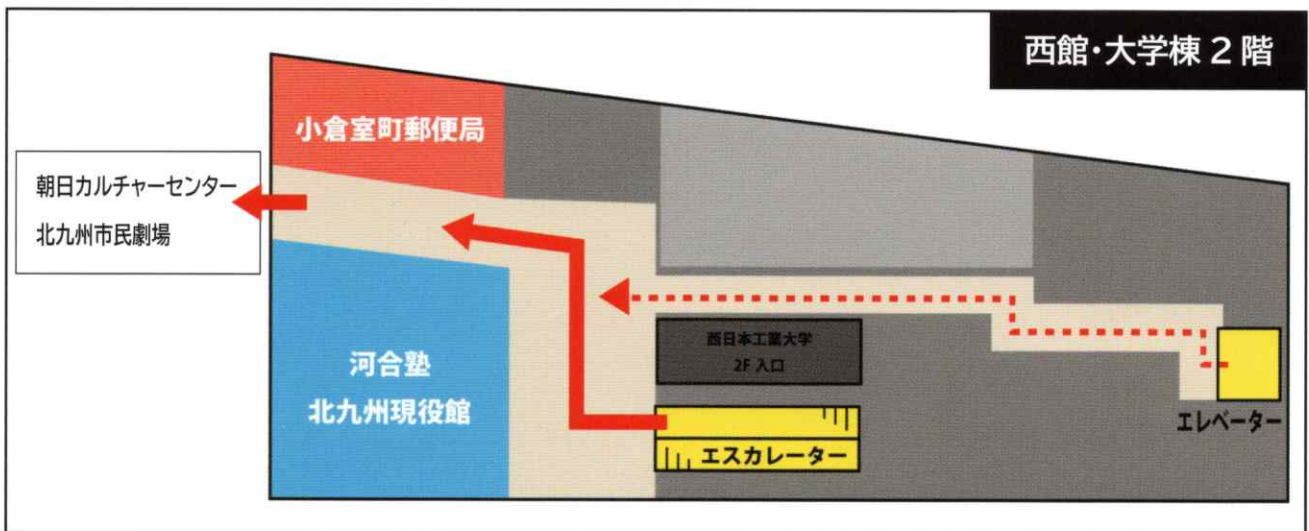 西館・大学棟 2 階
小倉室町郵便局
朝日カルチャーセンター
北九州市民劇場
河合塾
北九州現役館
西日本工業大学
2F 入口
エスカレーター
エレベーター